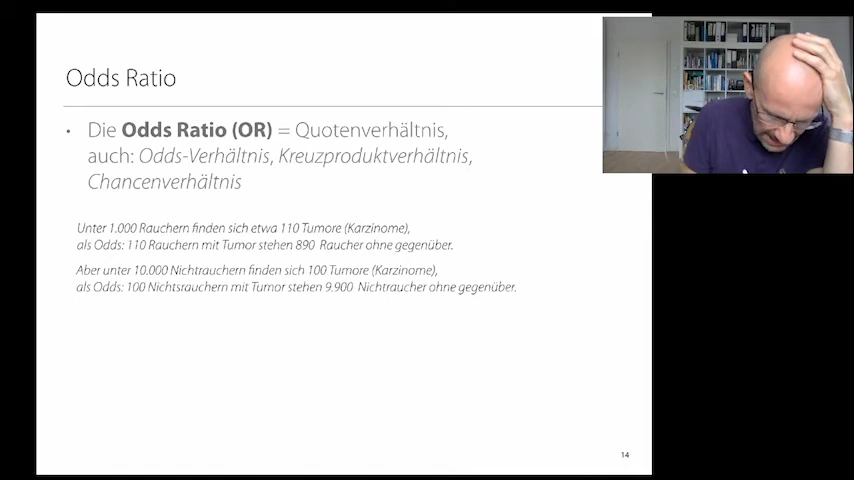 Odds Ratio
• Die Odds Ratio (OR) = Quotenverhältnis,
auch: Odds-Verhältnis, Kreuzproduktverhältnis,
Chancenverhältnis
Unter 1.000 Rauchern finden sich etwa 110 Tumore (Karzinome),
als Odds: 110 Rauchern mit Tumor stehen 890 Raucher ohne gegenüber.
Aber unter 10.000 Nichtrauchern finden sich 100 Tumore (Karzinome),
als Odds: 100 Nichtsrauchern mit Tumor stehen 9.900 Nichtraucher ohne gegenüber.
14